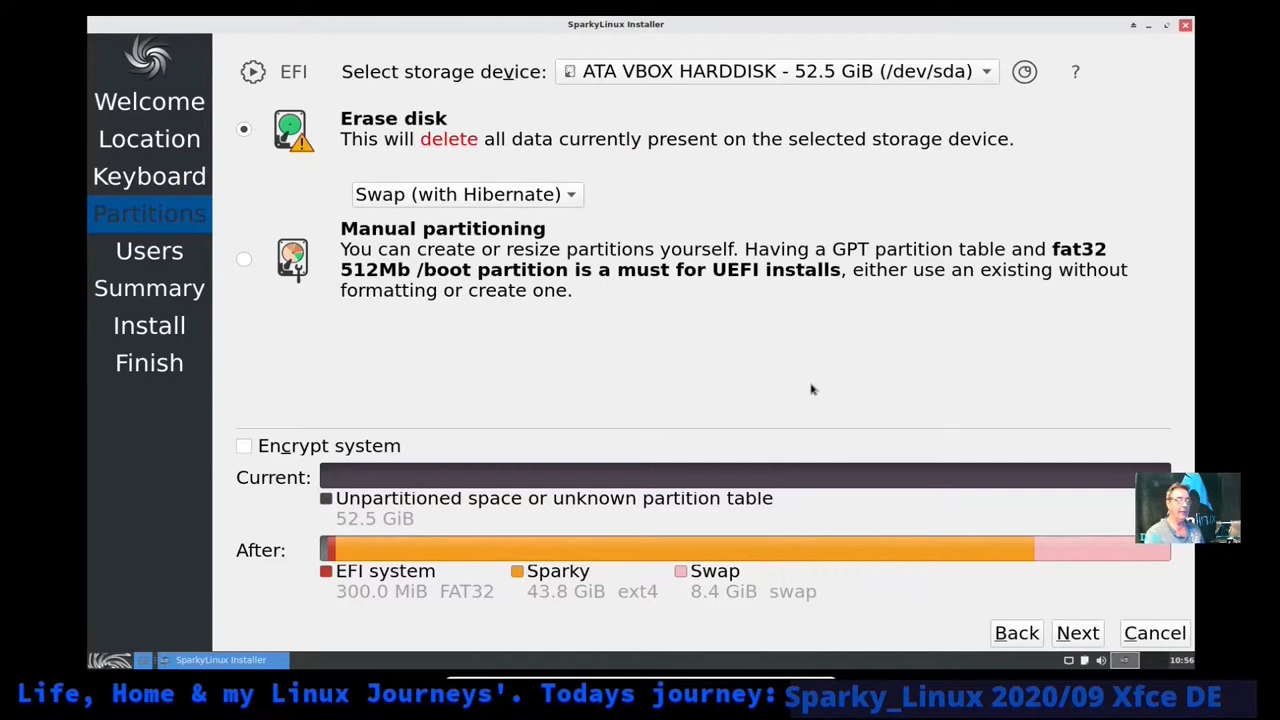 SparkyLinux Installer
EFI
Select storage device:
ATA VBOX HARDDISK - 52.5 GiB (/dev/sda)
?
Welcome
Location
Keyboard
Partitions
Users
Summary
Install
Finish
Erase disk
This will delete all data currently present on the selected storage device.
Swap (with Hibernate)
Manual partitioning
You can create or resize partitions yourself. Having a GPT partition table and fat32
512Mb /boot partition is a must for UEFI installs, either use an existing without
formatting or create one.
Encrypt system
Current:
Unpartitioned space or unknown partition table
52.5 GiB
After:
EFI system
300.0 MiB FAT32
Sparky
43.8 GiB ext4
Swap
8.4 GiB swap
Back
Next
Cancel
SparkyLinux Installer
10:56
Life, Home & my Linux Journeys'. Todays journey: Sparky_Linux 2020/09 Xfce DE